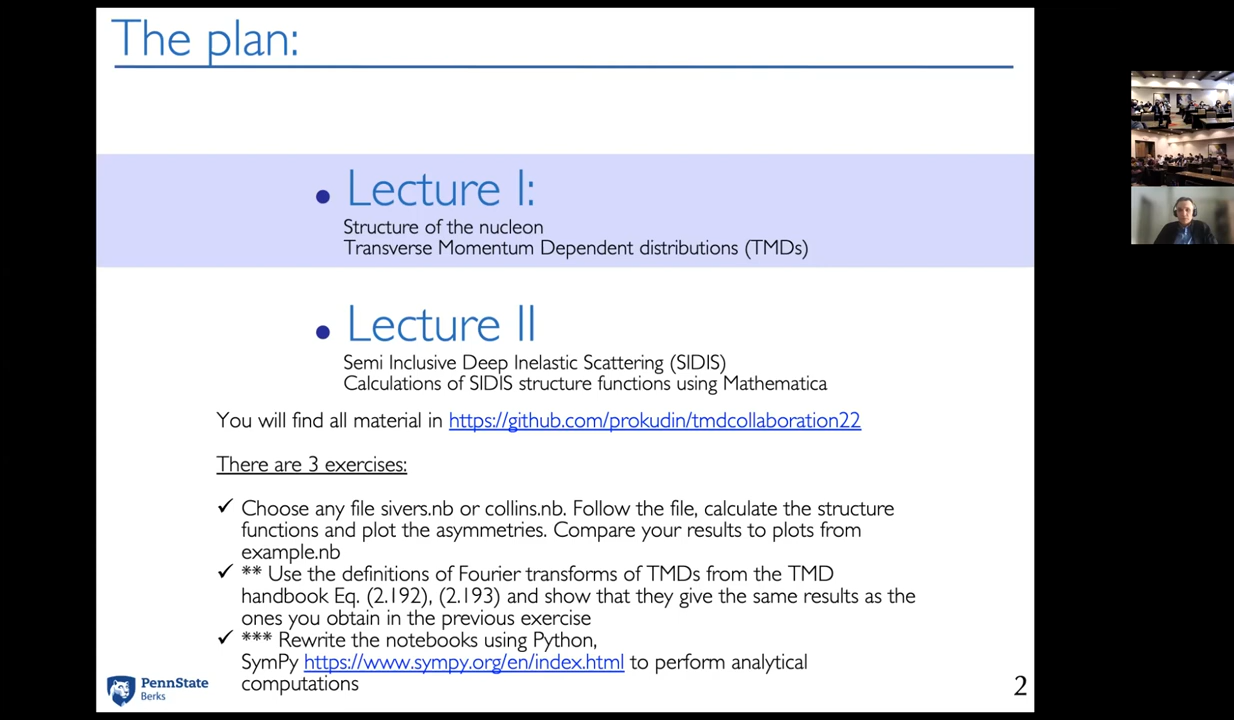 The plan:
• Lecture I:
Structure of the nucleon
Transverse Momentum Dependent distributions (TMDs)
• Lecture II
Semi Inclusive Deep Inelastic Scattering (SIDIS)
Calculations of SIDIS structure functions using Mathematica
You will find all material in https://github.com/prokudin/tmdcollaboration22
There are 3 exercises:
✓ Choose any file sivers.nb or collins.nb. Follow the file, calculate the structure
functions and plot the asymmetries. Compare your results to plots from
example.nb
✓ ** Use the definitions of Fourier transforms of TMDs from the TMD
handbook Eq. (2.192), (2.193) and show that they give the same results as the
ones you obtain in the previous exercise
✓ *** Rewrite the notebooks using Python,
SymPy https://www.sympy.org/en/index.html to perform analytical
computations
PennState
Berks
2